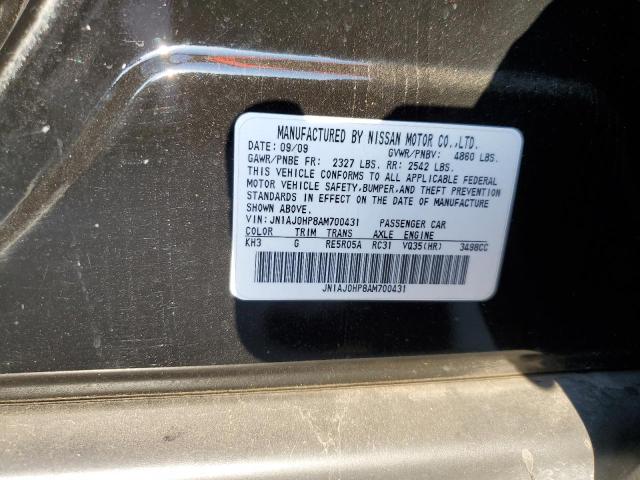 MANUFACTURED BY NISSAN MOTOR CO.,LTD.
DATE: 09/09 GVWR/PNBV: 4860 LBS.
GAWR/PNBE FR: 2327 LBS. RR: 2542 LBS.
THIS VEHICLE CONFORMS TO ALL APPLICABLE FEDERAL
MOTOR VEHICLE SAFETY,BUMPER,AND THEFT PREVENTION
STANDARDS IN EFFECT ON THE DATE OF MANUFACTURE
SHOWN ABOVE.
VIN: JN1AJ0HP8AM700431 PASSENGER CAR
COLOR TRIM TRANS AXLE ENGINE
KH3 G RE5R05A RC31 VQ35(HR) 3498CC
JN1AJ0HP8AM700431